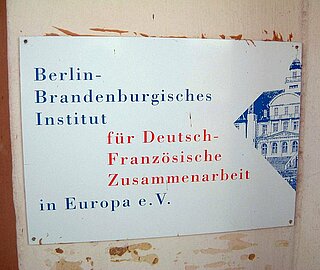 Berlin-
Brandenburgisches
Institut
für Deutsch-
Französische
Zusammenarbeit
in Europa e.V.